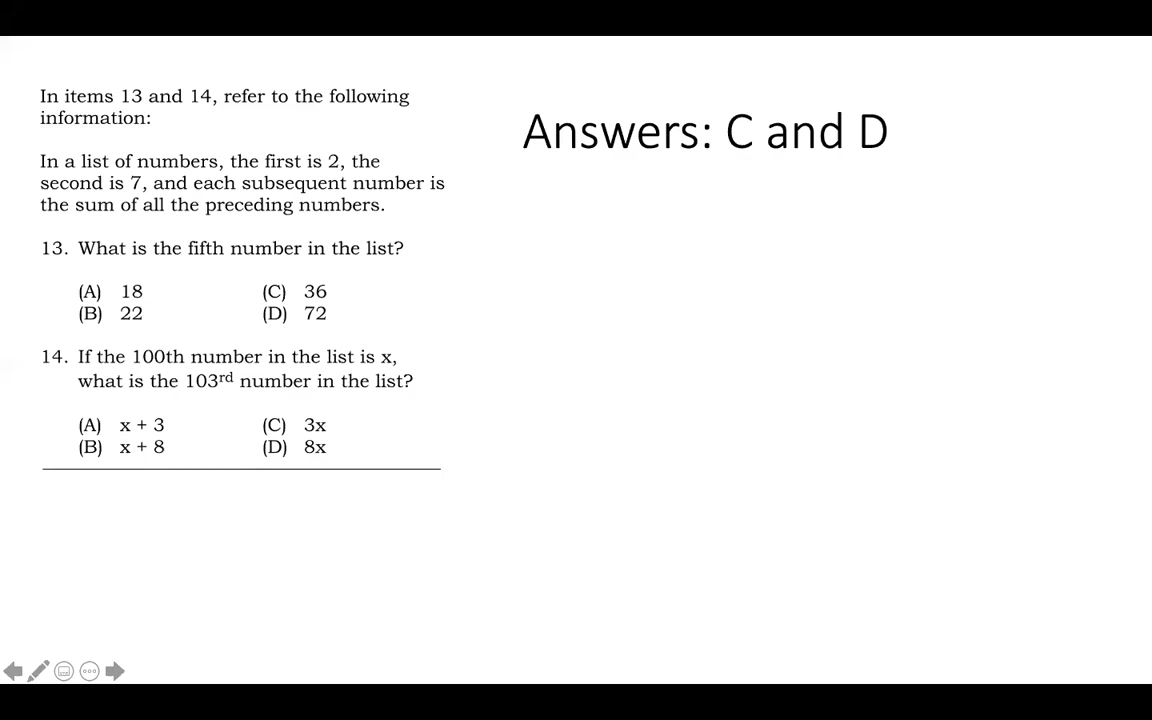 In items 13 and 14, refer to the following
information:
In a list of numbers, the first is 2, the
second is 7, and each subsequent number is
the sum of all the preceding numbers.
13. What is the fifth number in the list?
(A) 18 (C) 36
(B) 22 (D) 72
14. If the 100th number in the list is x,
what is the 103rd number in the list?
(A) x + 3 (C) 3x
(B) x + 8 (D) 8x
Answers: C and D